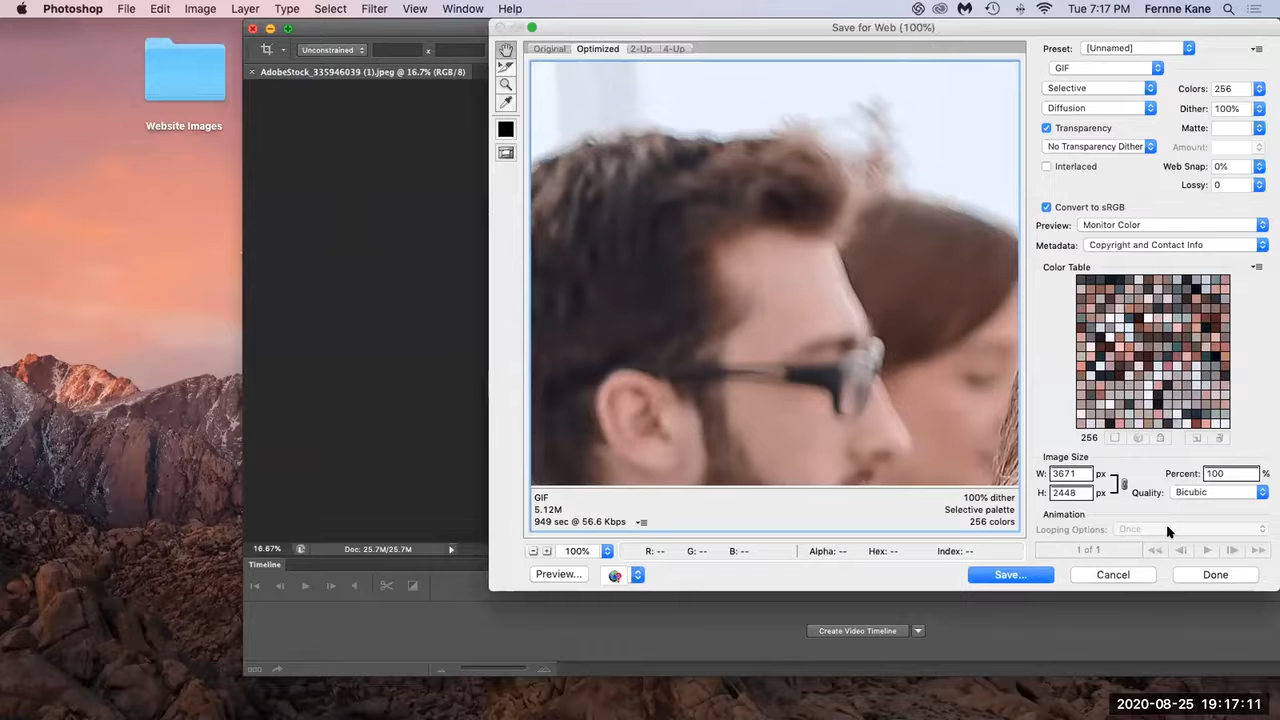 Photoshop File Edit Image Layer Type Select Filter View Window Help Tue 7:17 PM Fernne Kane
Save for Web (100%)
Unconstrained x
AdobeStock_335946039 (1).jpeg @ 16.7% (RGB/8)
Website Images
Original Optimized 2-Up 4-Up
Preset: [Unnamed]
GIF
Selective Colors: 256
Diffusion Dither: 100%
Transparency Matte:
No Transparency Dither Amount:
Interlaced Web Snap: 0%
Lossy: 0
Convert to sRGB
Preview: Monitor Color
Metadata: Copyright and Contact Info
Color Table
256
Image Size
W: 3671 px Percent: 100 %
H: 2448 px Quality: Bicubic
Animation
Looping Options: Once
1 of 1
GIF 100% dither
5.12M Selective palette
949 sec @ 56.6 Kbps 256 colors
100% R: -- G: -- B: -- Alpha: -- Hex: -- Index: --
Preview... Save... Cancel Done
16.67% Doc: 25.7M/25.7M
Timeline
Create Video Timeline
2020-08-25 19:17:11